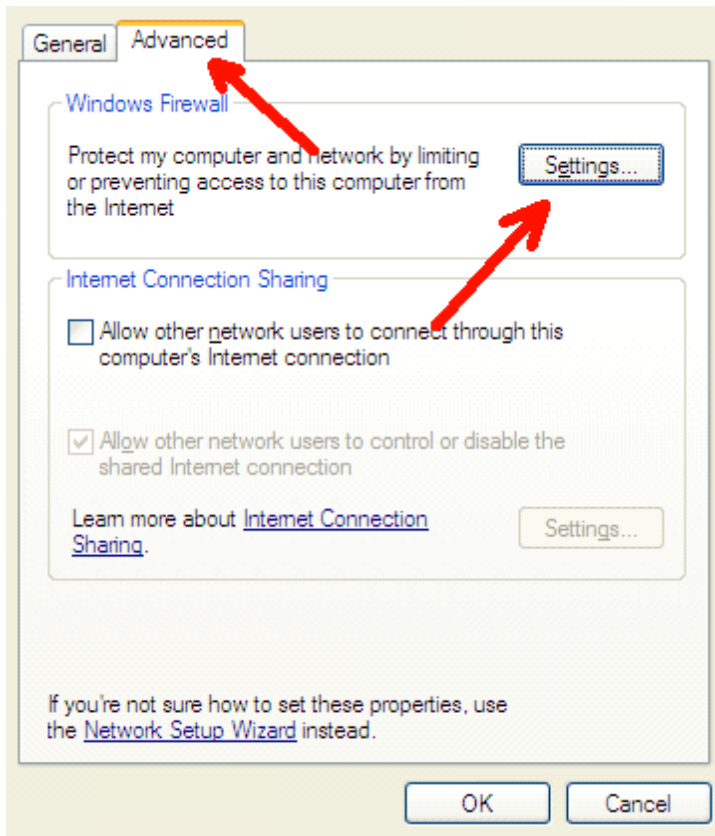 General
Advanced
Windows Firewall
Protect my computer and network by limiting
or preventing access to this computer from
the Internet
Settings...
Internet Connection Sharing
Allow other network users to connect through this
computer's Internet connection
Allow other network users to control or disable the
shared Internet connection
Learn more about Internet Connection
Sharing.
Settings...
If you're not sure how to set these properties, use
the Network Setup Wizard instead.
OK
Cancel